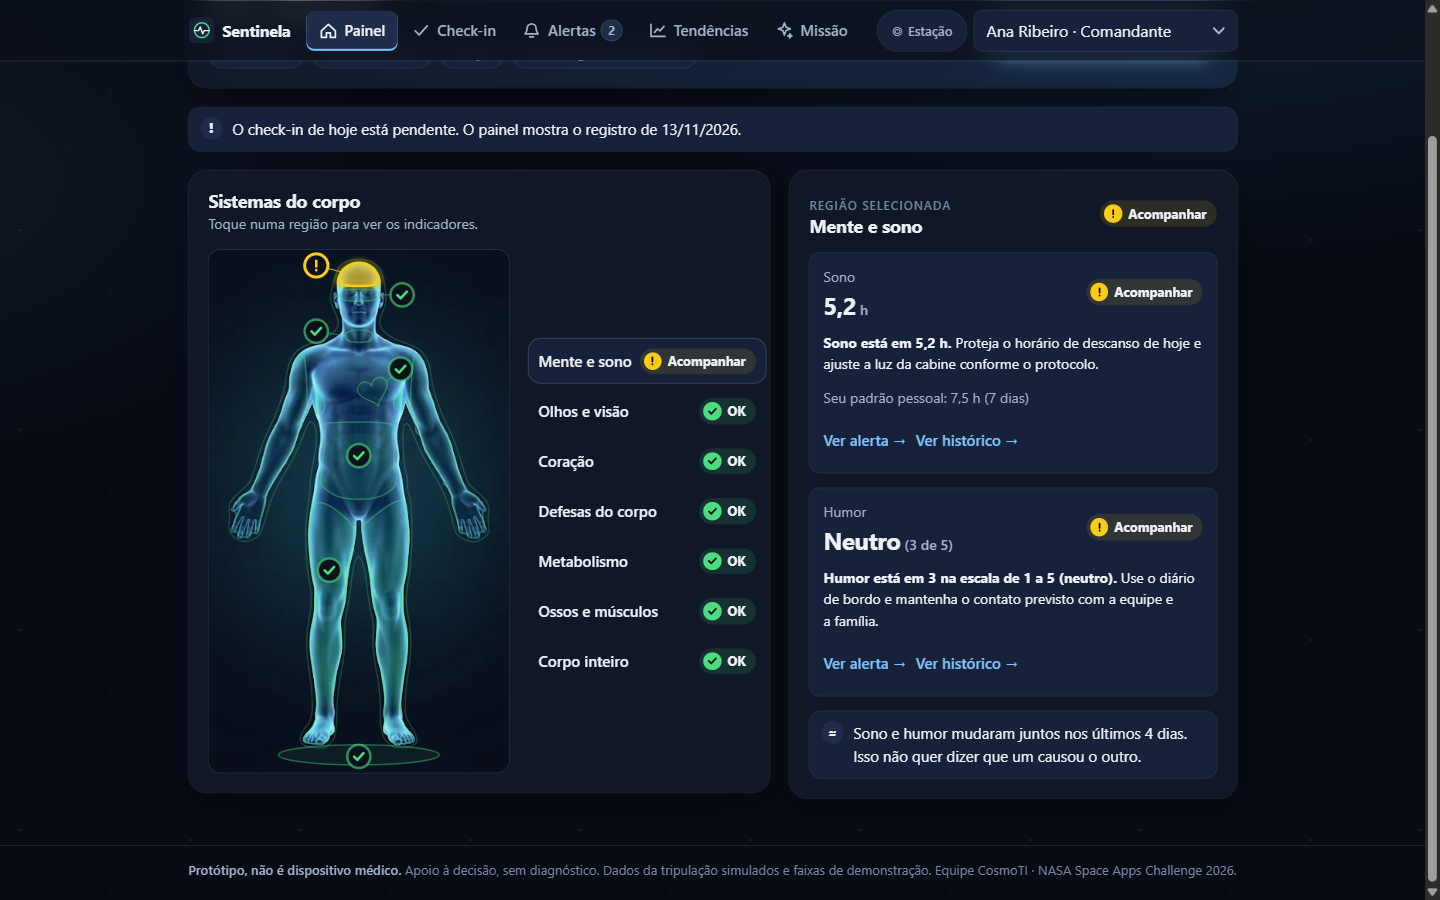 Sentinela
Painel
Check-in
Alertas 2
Tendências
Missão
© Estação
Ana Ribeiro · Comandante
! O check-in de hoje está pendente. O painel mostra o registro de 13/11/2026.
Sistemas do corpo
Toque numa região para ver os indicadores.
Mente e sono ! Acompanhar
Olhos e visão OK
Coração OK
Defesas do corpo OK
Metabolismo OK
Ossos e músculos OK
Corpo inteiro OK
REGIÃO SELECIONADA
Mente e sono
! Acompanhar
Sono
5,2 h
! Acompanhar
Sono está em 5,2 h. Proteja o horário de descanso de hoje e
ajuste a luz da cabine conforme o protocolo.
Seu padrão pessoal: 7,5 h (7 dias)
Ver alerta → Ver histórico →
Humor
Neutro (3 de 5)
! Acompanhar
Humor está em 3 na escala de 1 a 5 (neutro). Use o diário
de bordo e mantenha o contato previsto com a equipe e
a família.
Ver alerta → Ver histórico →
Sono e humor mudaram juntos nos últimos 4 dias.
Isso não quer dizer que um causou o outro.
Protótipo, não é dispositivo médico. Apoio à decisão, sem diagnóstico. Dados da tripulação simulados e faixas de demonstração. Equipe CosmoTI · NASA Space Apps Challenge 2026.